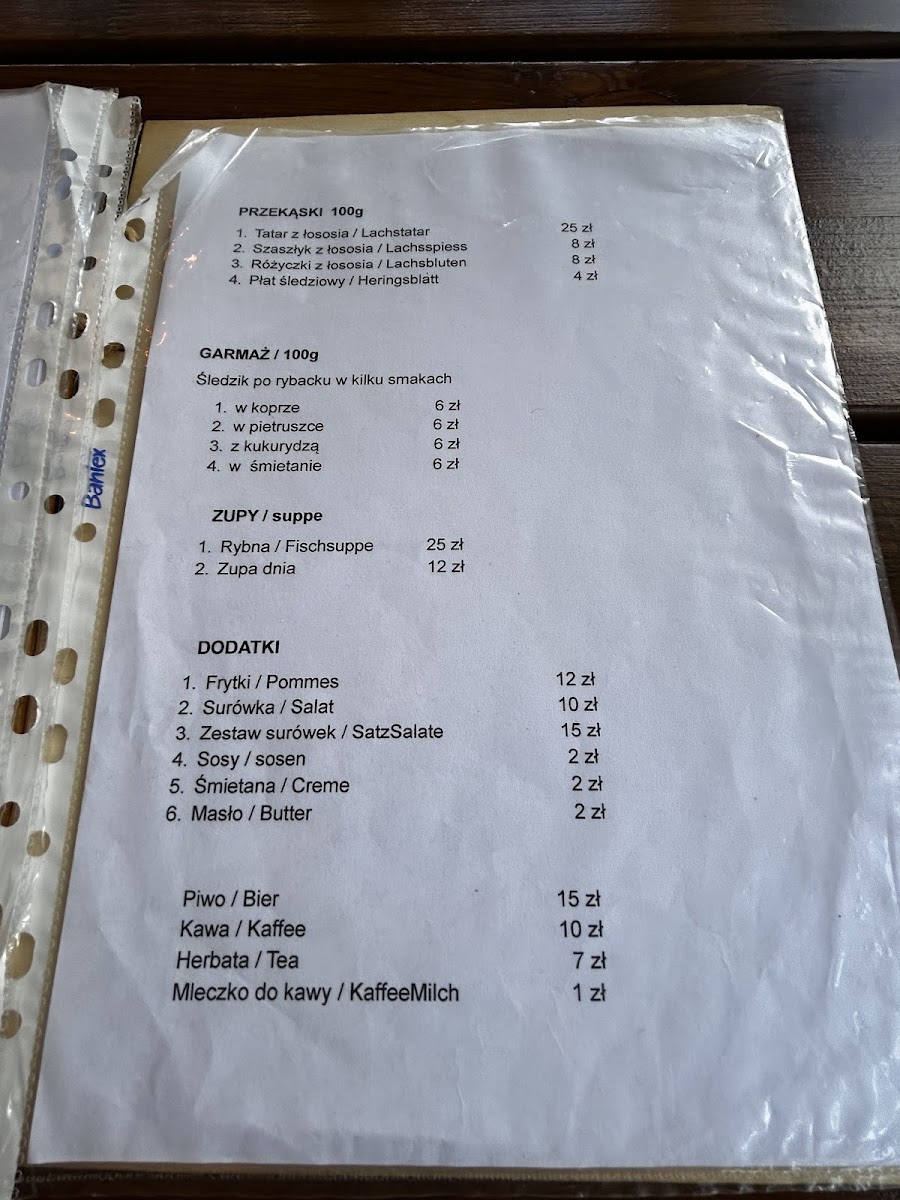 PRZEKĄSKI 100g
1. Tatar z łososia / Lachstatar 25 zł
2. Szaszłyk z łososia / Lachsspiess 8 zł
3. Różyczki z łososia / Lachsbluten 8 zł
4. Płat śledziowy / Heringsblatt 4 zł
GARMAŻ / 100g
Śledzik po rybacku w kilku smakach
1. w koprze 6 zł
2. w pietruszce 6 zł
3. z kukurydzą 6 zł
4. w śmietanie 6 zł
ZUPY / suppe
1. Rybna / Fischsuppe 25 zł
2. Zupa dnia 12 zł
DODATKI
1. Frytki / Pommes 12 zł
2. Surówka / Salat 10 zł
3. Zestaw surówek / SatzSalate 15 zł
4. Sosy / sosen 2 zł
5. Śmietana / Creme 2 zł
6. Masło / Butter 2 zł
Piwo / Bier 15 zł
Kawa / Kaffee 10 zł
Herbata / Tea 7 zł
Mleczko do kawy / KaffeeMilch 1 zł
Baniex